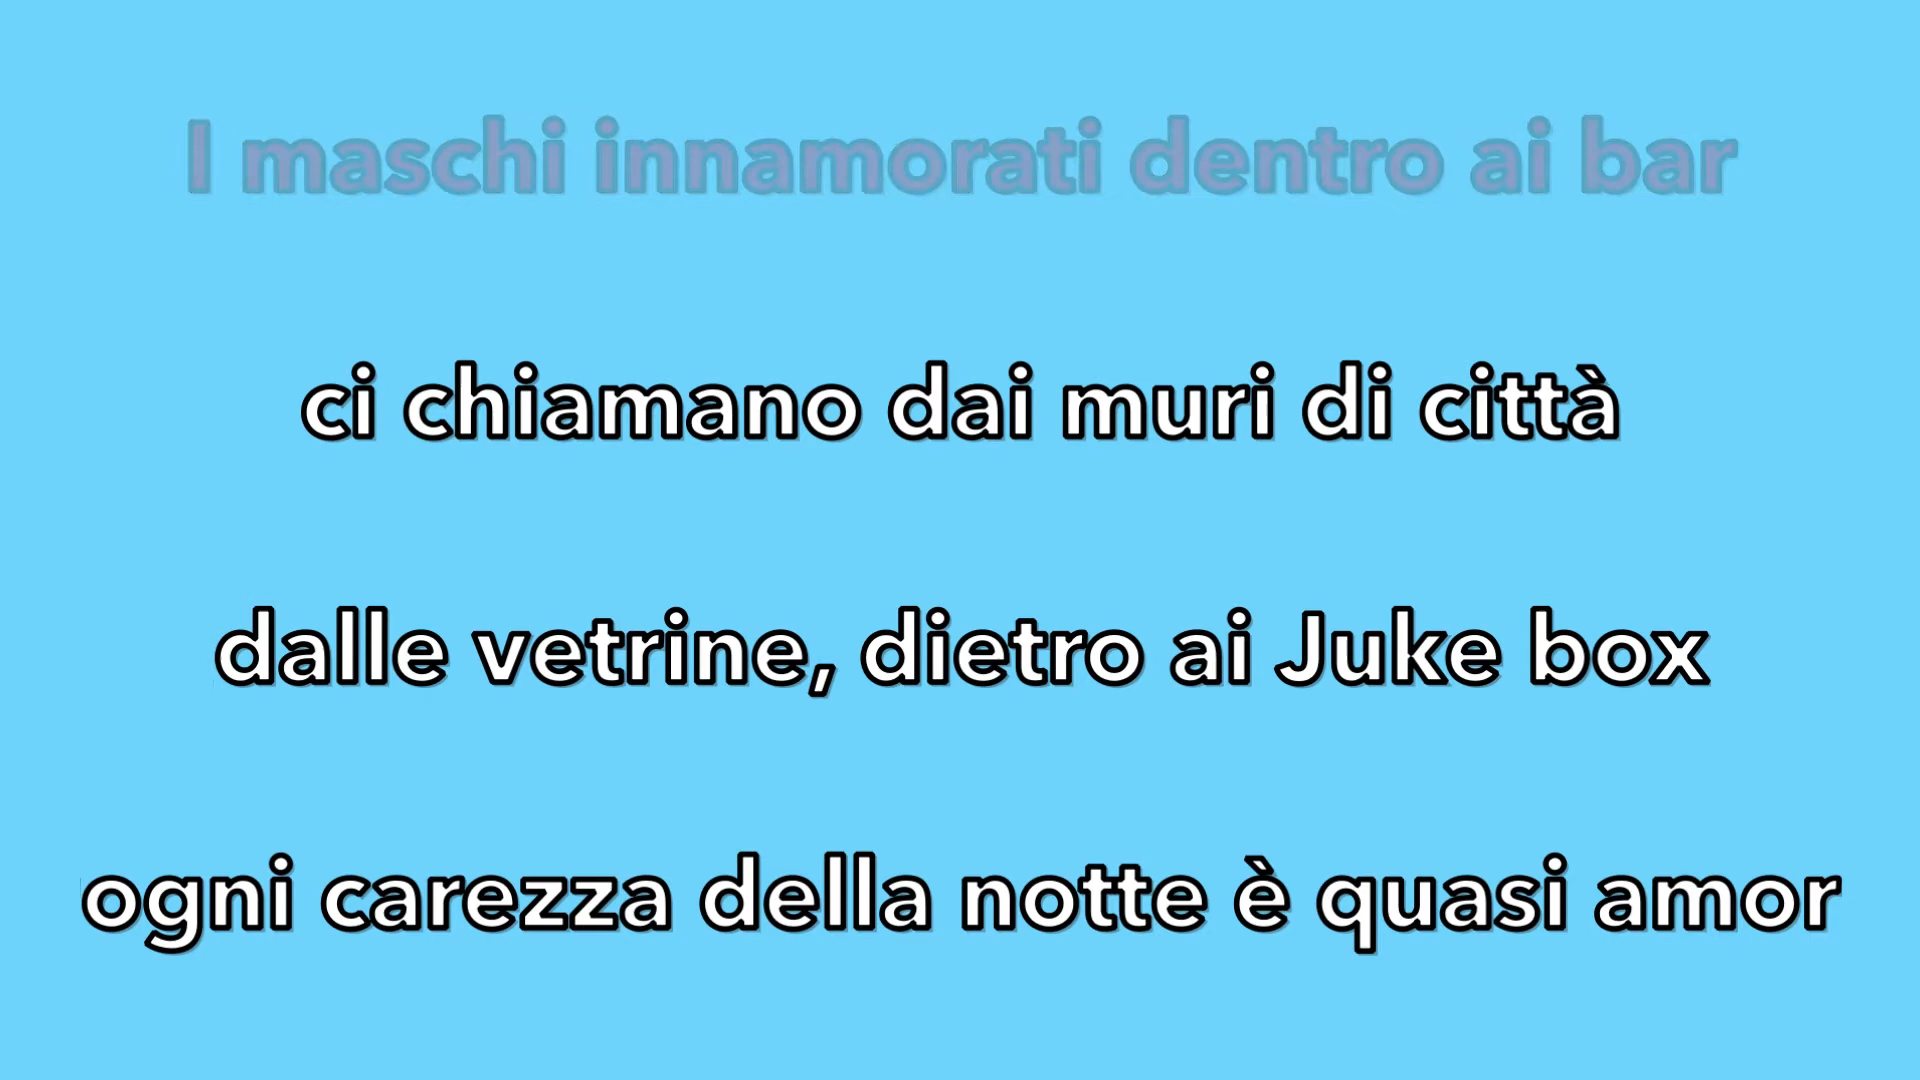 I maschi innamorati dentro ai bar
ci chiamano dai muri di città
dalle vetrine, dietro ai Juke box
ogni carezza della notte è quasi amor